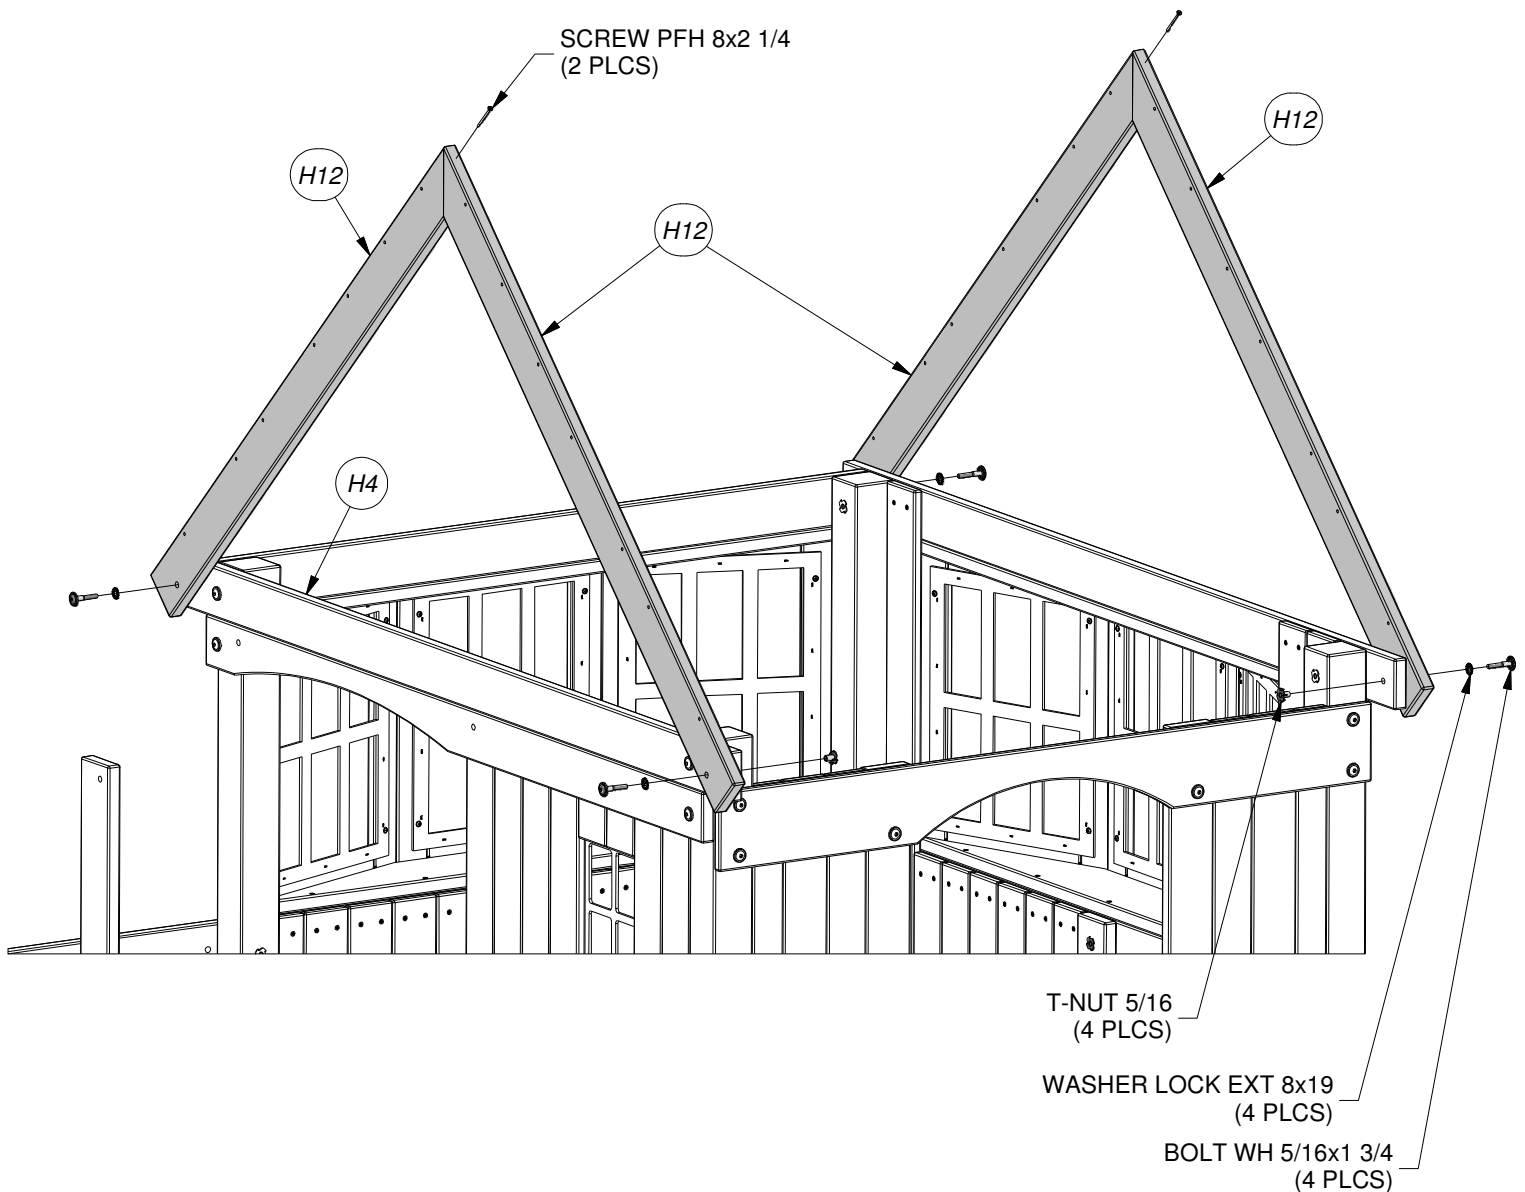 SCREW PFH 8x2 1/4
(2 PLCS)
H12
H12
H12
H4
T-NUT 5/16
(4 PLCS)
WASHER LOCK EXT 8x19
(4 PLCS)
BOLT WH 5/16x1 3/4
(4 PLCS)